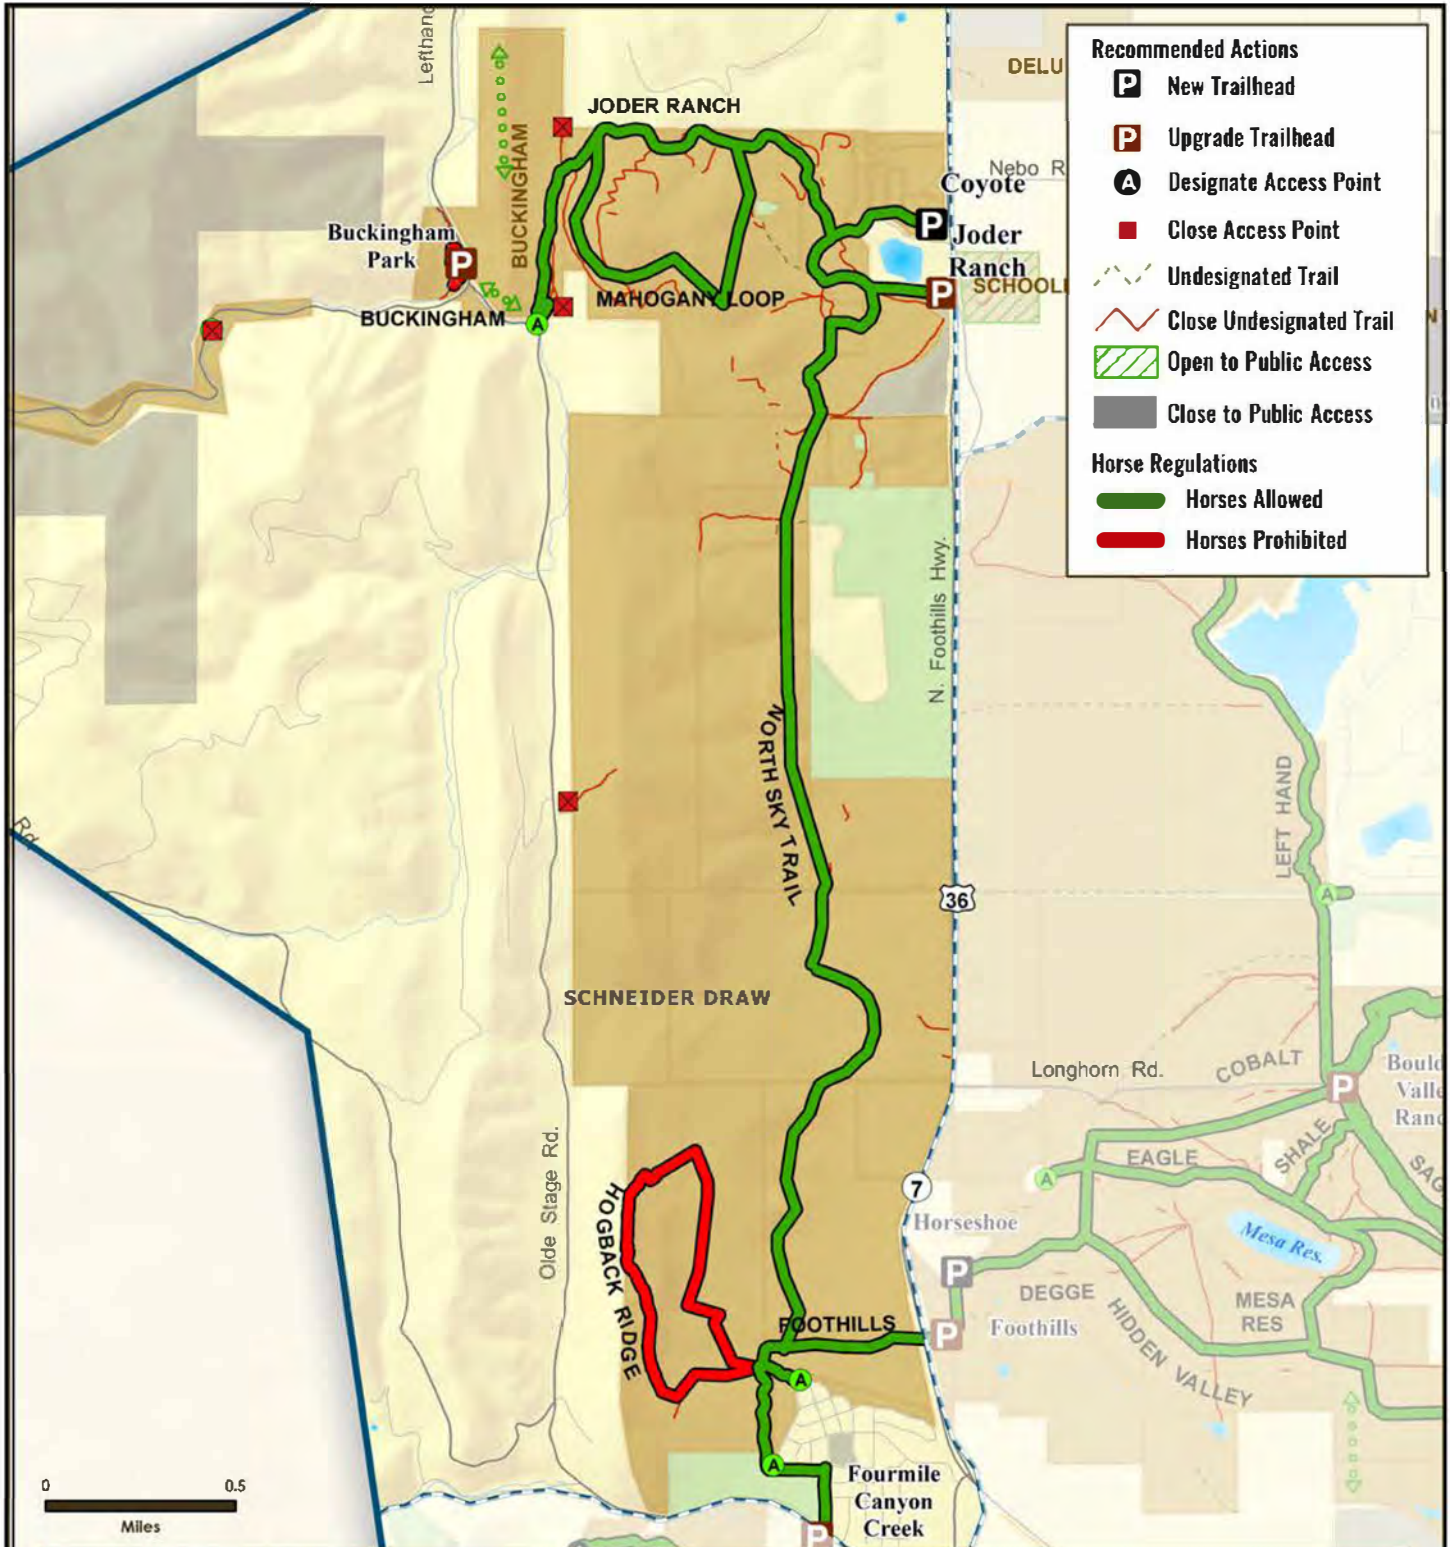 Lefthand
Recommended Actions
P
New Trailhead
P
Upgrade Trailhead
A
Designate Access Point
Close Access Point
Undesignated Trail
Close Undesignated Trail
Open to Public Access
Close to Public Access
Horse Regulations
Horses Allowed
Horses Prohibited
DELU
JODER RANCH
BUCKINGHAM
Nebo R
Coyote
P
Joder
Ranch
P
SCHOOL
Buckingham
Park
P
MAHOGANY LOOP
BUCKINGHAM
A
N. Foothills Hwy.
NORTH SKY TRAIL
LEFT HAND
A
Rd
36
SCHNEIDER DRAW
Longhorn Rd.
COBALT
Bould
Valle
Ranc
P
Olde Stage Rd.
EAGLE
SHALE
SAG
A
7
Horseshoe
P
HOGBACK RIDGE
Mesa Res.
DEGGE
MESA
RES
FOOTHILLS
P
Foothills
HIDDEN VALLEY
A
A
0
0.5
Miles
Fourmile
Canyon
Creek
P